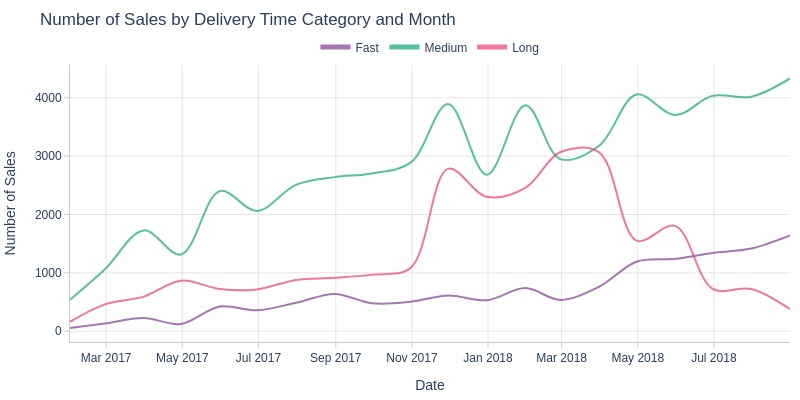 Number of Sales by Delivery Time Category and Month
Fast Medium Long
Number of Sales
4000
3000
2000
1000
0
Mar 2017 May 2017 Jul 2017 Sep 2017 Nov 2017 Jan 2018 Mar 2018 May 2018 Jul 2018
Date